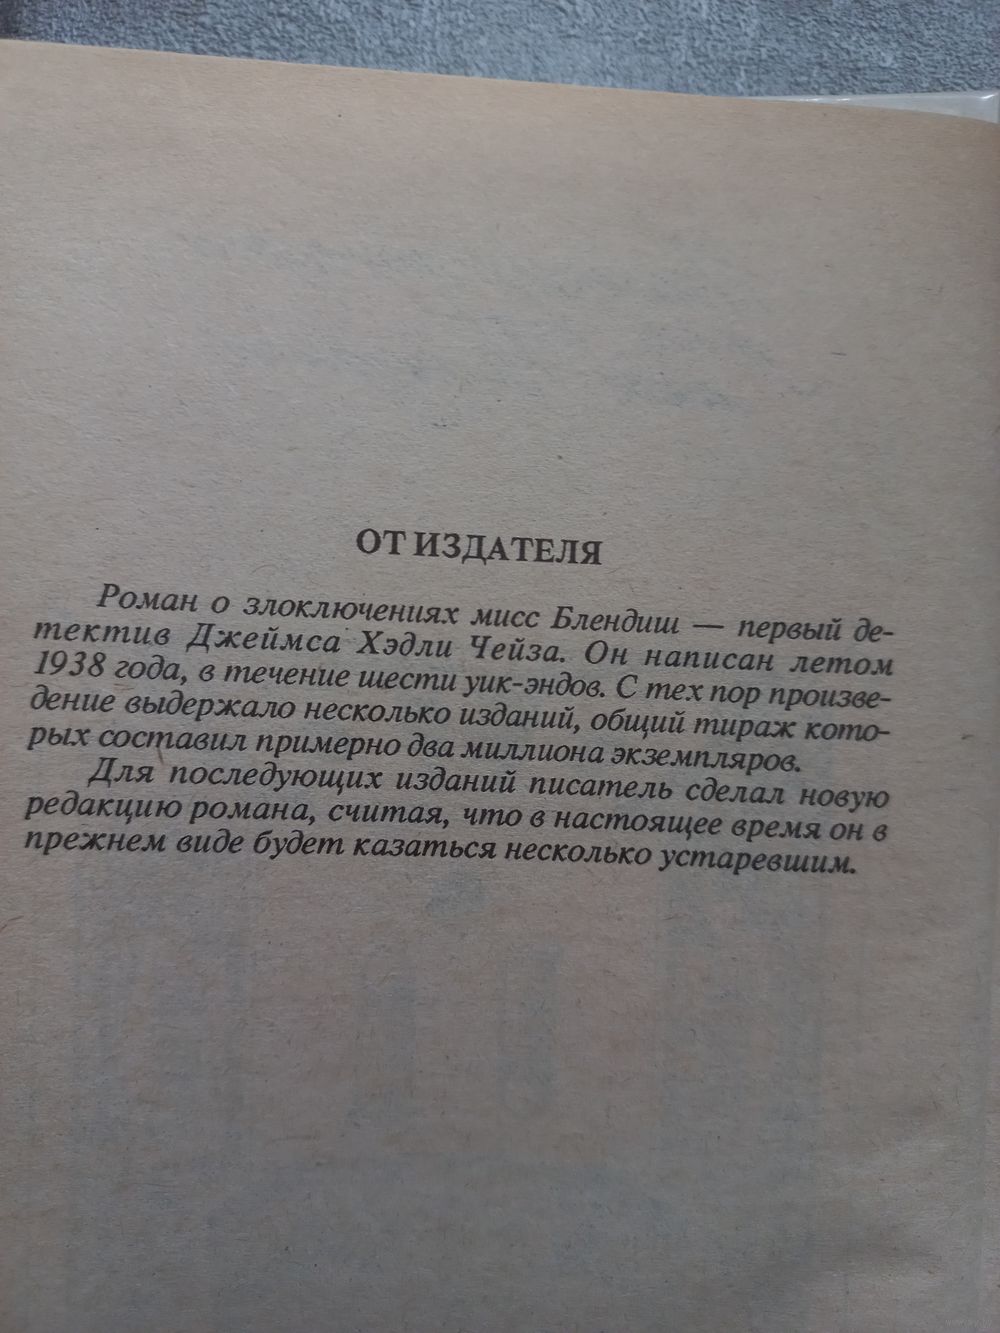 ОТ ИЗДАТЕЛЯ
Роман о злоключениях мисс Блендиш — первый де-
тектив Джеймса Хэдли Чейза. Он написан летом
1938 года, в течение шести уик-эндов. С тех пор произве-
дение выдержало несколько изданий, общий тираж кото-
рых составил примерно два миллиона экземпляров.
Для последующих изданий писатель сделал новую
редакцию романа, считая, что в настоящее время он в
прежнем виде будет казаться несколько устаревшим.